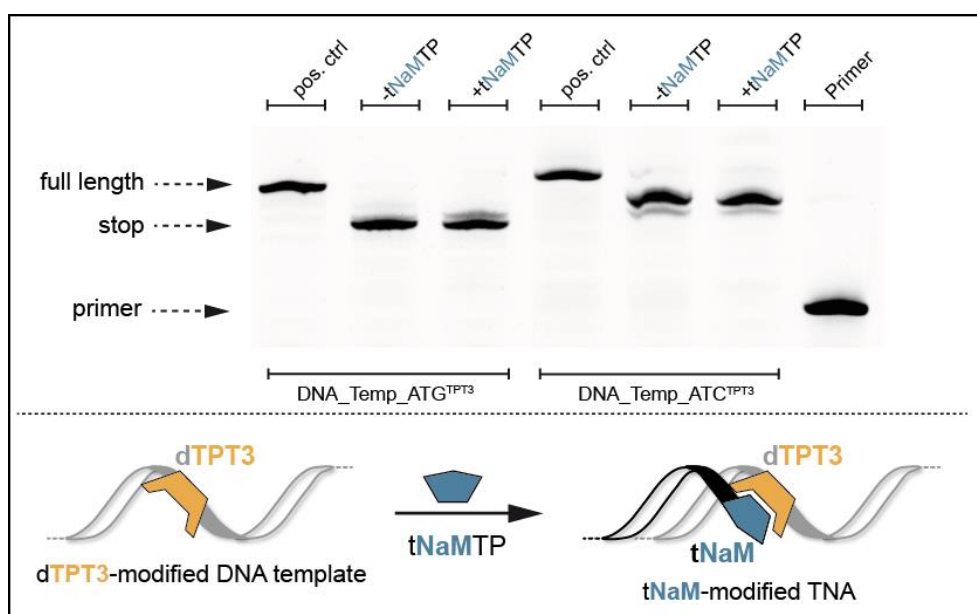 pos. ctrl
-tNaMTP
+tNaMTP
pos. ctrl
-tNaMTP
+tNaMTP
Primer
full length
stop
primer
DNA_Temp_ATGTPT3
DNA_Temp_ATCTPT3
dTPT3
dTPT3
tNaMTP
tNaM
dTPT3-modified DNA template
tNaM-modified TNA